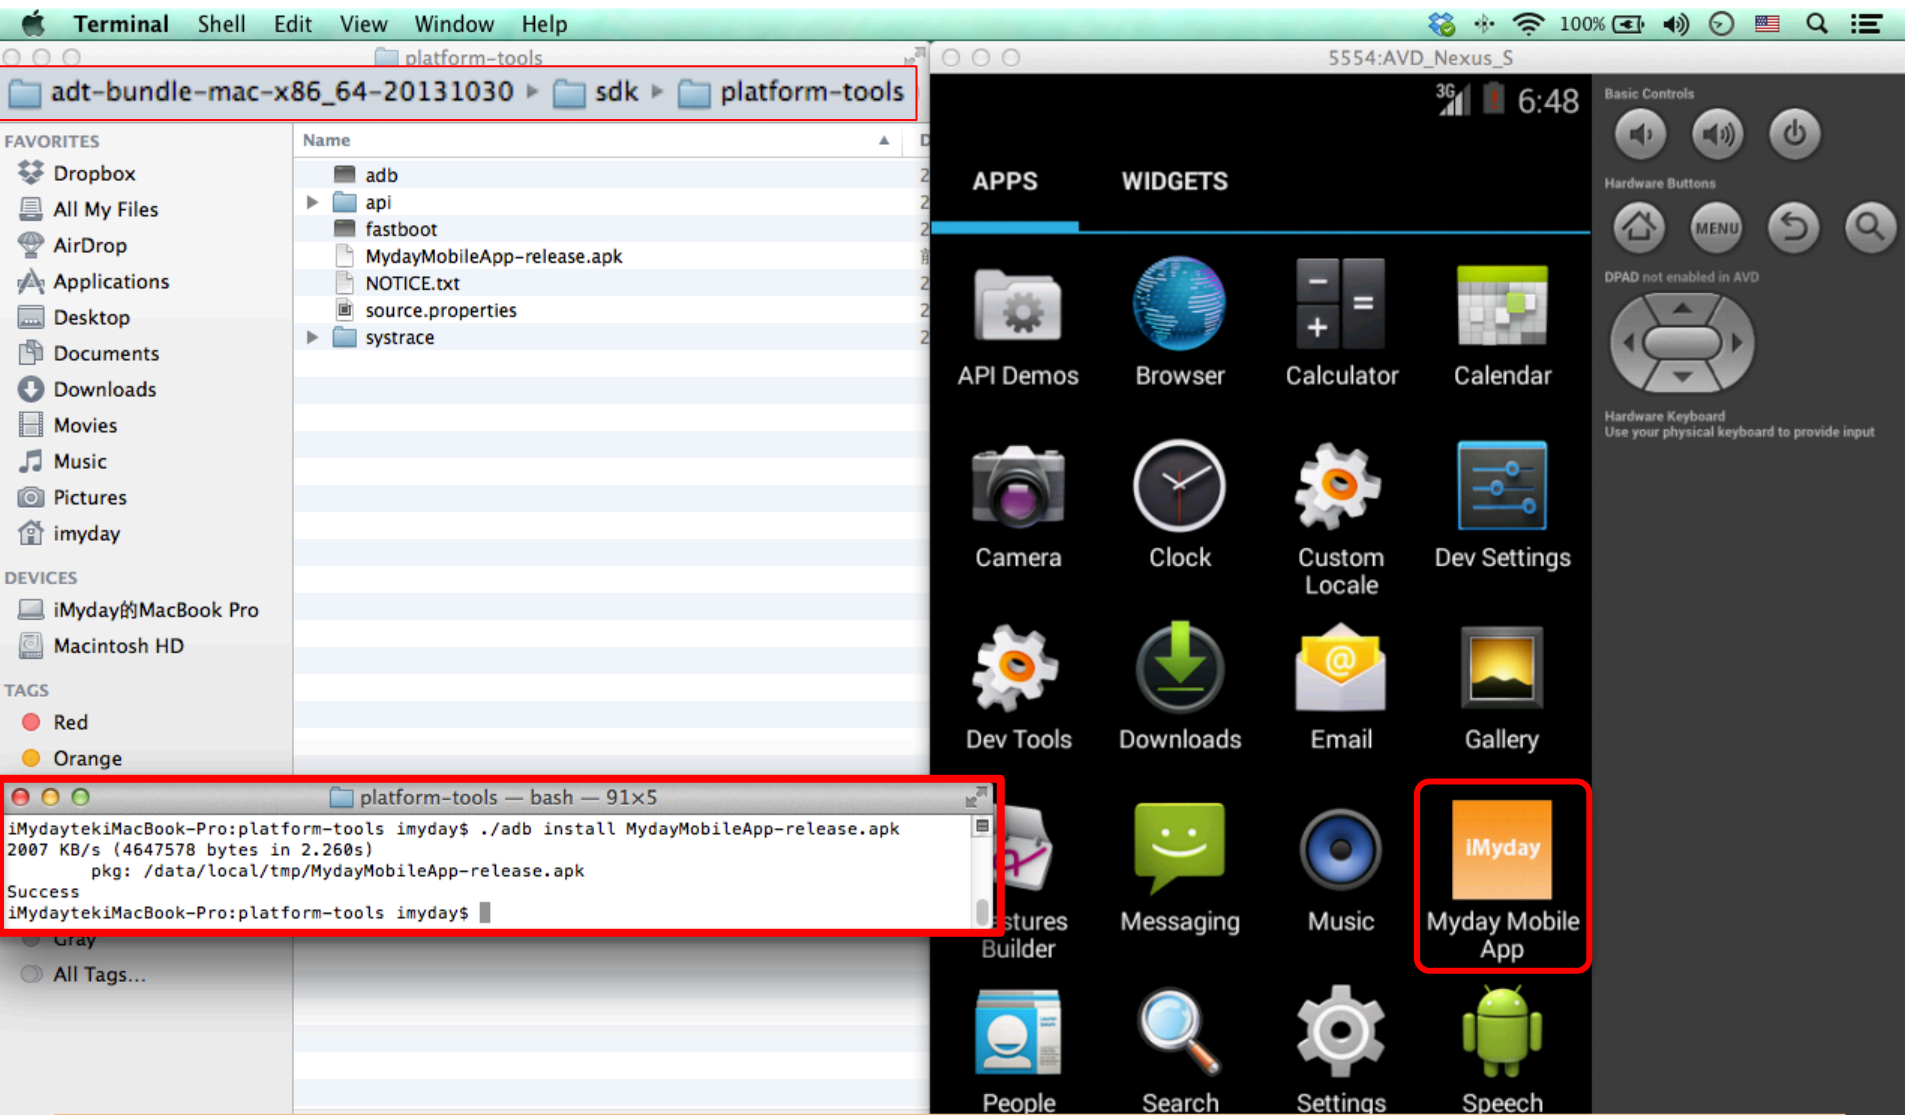 Terminal Shell Edit View Window Help
100%
platform-tools
adt-bundle-mac-x86_64-20131030 ▸ sdk ▸ platform-tools
FAVORITES
Dropbox
All My Files
AirDrop
Applications
Desktop
Documents
Downloads
Movies
Music
Pictures
imyday
DEVICES
iMyday的MacBook Pro
Macintosh HD
TAGS
Red
Orange
Gray
All Tags...
Name
adb
api
fastboot
MydayMobileApp-release.apk
NOTICE.txt
source.properties
systrace
platform-tools — bash — 91×5
iMydaytekiMacBook-Pro:platform-tools imyday$ ./adb install MydayMobileApp-release.apk
2007 KB/s (4647578 bytes in 2.260s)
pkg: /data/local/tmp/MydayMobileApp-release.apk
Success
iMydaytekiMacBook-Pro:platform-tools imyday$
5554:AVD_Nexus_S
3G 6:48
APPS WIDGETS
API Demos Browser Calculator Calendar
Camera Clock Custom Locale Dev Settings
@
Dev Tools Downloads Email Gallery
iMyday
Builder Messaging Music Myday Mobile App
People Search Settings Speech
Basic Controls
Hardware Buttons
MENU
DPAD not enabled in AVD
Hardware Keyboard
Use your physical keyboard to provide input